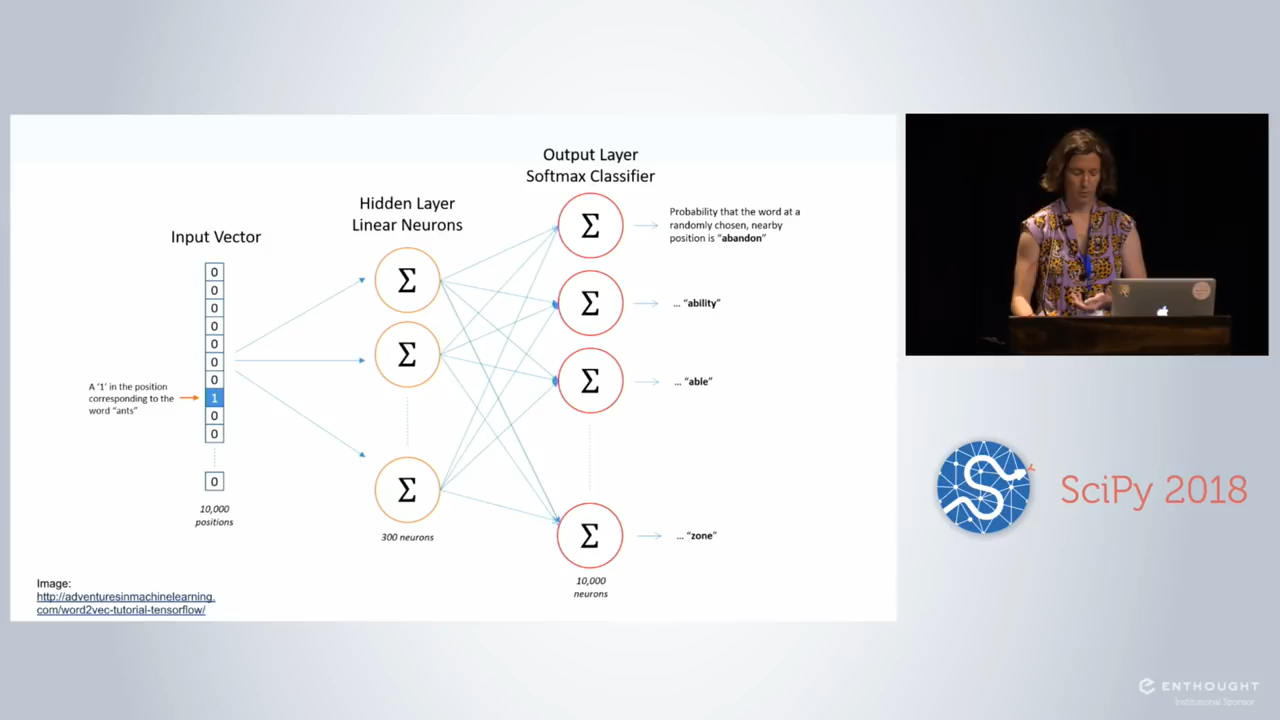 Output Layer
Softmax Classifier
Hidden Layer
Linear Neurons
Input Vector
0
0
0
0
0
0
0
1
0
0
0
A '1' in the position
corresponding to the
word "ants"
10,000
positions
Σ
Σ
Σ
300 neurons
Σ
Σ
Σ
Σ
10,000
neurons
Probability that the word at a
randomly chosen, nearby
position is "abandon"
... "ability"
... "able"
... "zone"
Image:
http://adventuresinmachinelearning.
com/word2vec-tutorial-tensorflow/
SciPy 2018
ENTHOUGHT
Institutional Sponsor